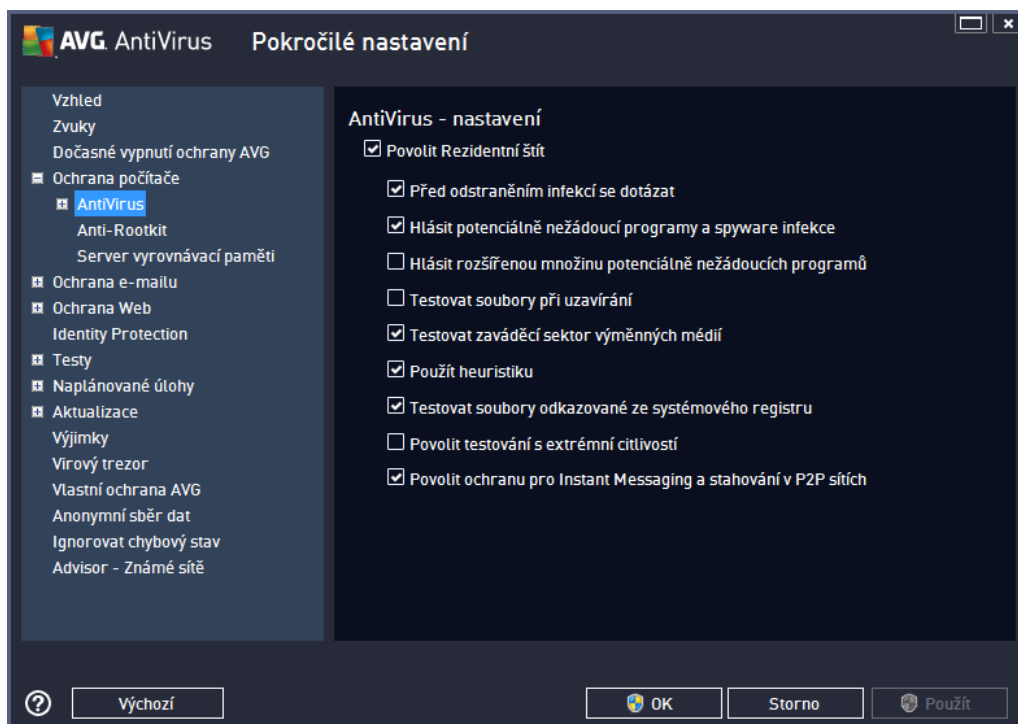 AVG. AntiVirus Pokročilé nastavení
Vzhled
Zvuky
Dočasné vypnutí ochrany AVG
Ochrana počítače
AntiVirus
Anti-Rootkit
Server vyrovnávací paměti
Ochrana e-mailu
Ochrana Web
Identity Protection
Testy
Naplánované úlohy
Aktualizace
Výjimky
Virový trezor
Vlastní ochrana AVG
Anonymní sběr dat
Ignorovat chybový stav
Advisor - Známé sítě
AntiVirus - nastavení
Povolit Rezidentní štít
Před odstraněním infekcí se dotázat
Hlásit potenciálně nežádoucí programy a spyware infekce
Hlásit rozšířenou množinu potenciálně nežádoucích programů
Testovat soubory při uzavírání
Testovat zaváděcí sektor výměnných médií
Použít heuristiku
Testovat soubory odkazované ze systémového registru
Povolit testování s extrémní citlivostí
Povolit ochranu pro Instant Messaging a stahování v P2P sítích
? Výchozí OK Storno Použít